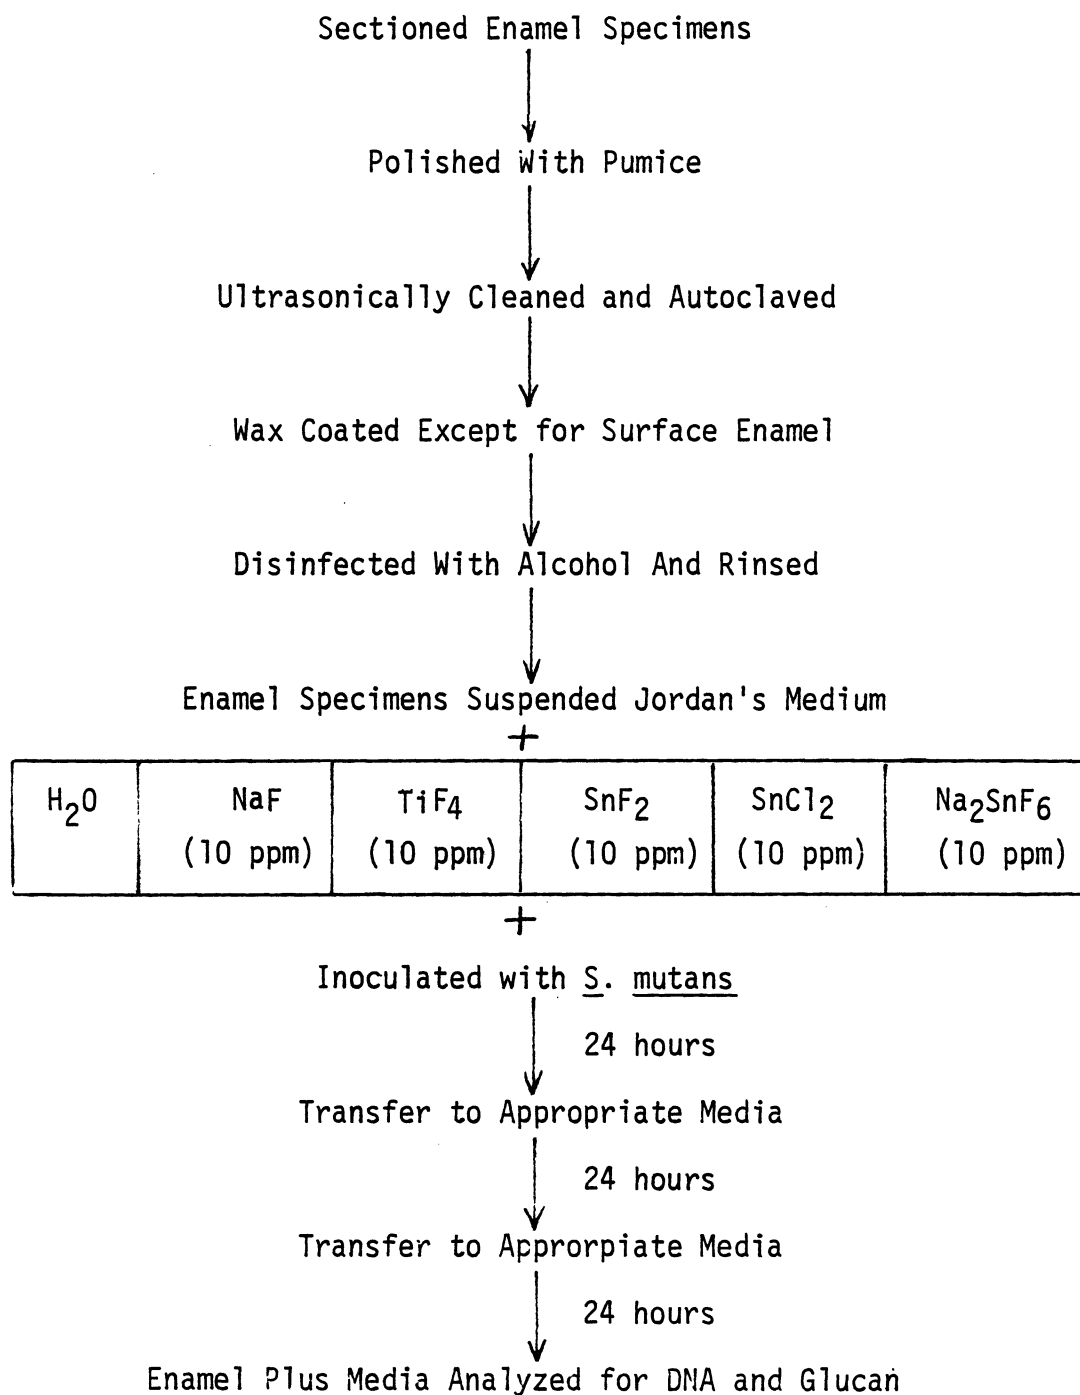 Sectioned Enamel Specimens
Polished With Pumice
Ultrasonically Cleaned and Autoclaved
Wax Coated Except for Surface Enamel
Disinfected With Alcohol And Rinsed
Enamel Specimens Suspended Jordan's Medium
+
H₂O NaF TiF₄ SnF₂ SnCl₂ Na₂SnF₆
(10 ppm) (10 ppm) (10 ppm) (10 ppm) (10 ppm)
+
Inoculated with S. mutans
24 hours
Transfer to Appropriate Media
24 hours
Transfer to Approrpiate Media
24 hours
Enamel Plus Media Analyzed for DNA and Glucan